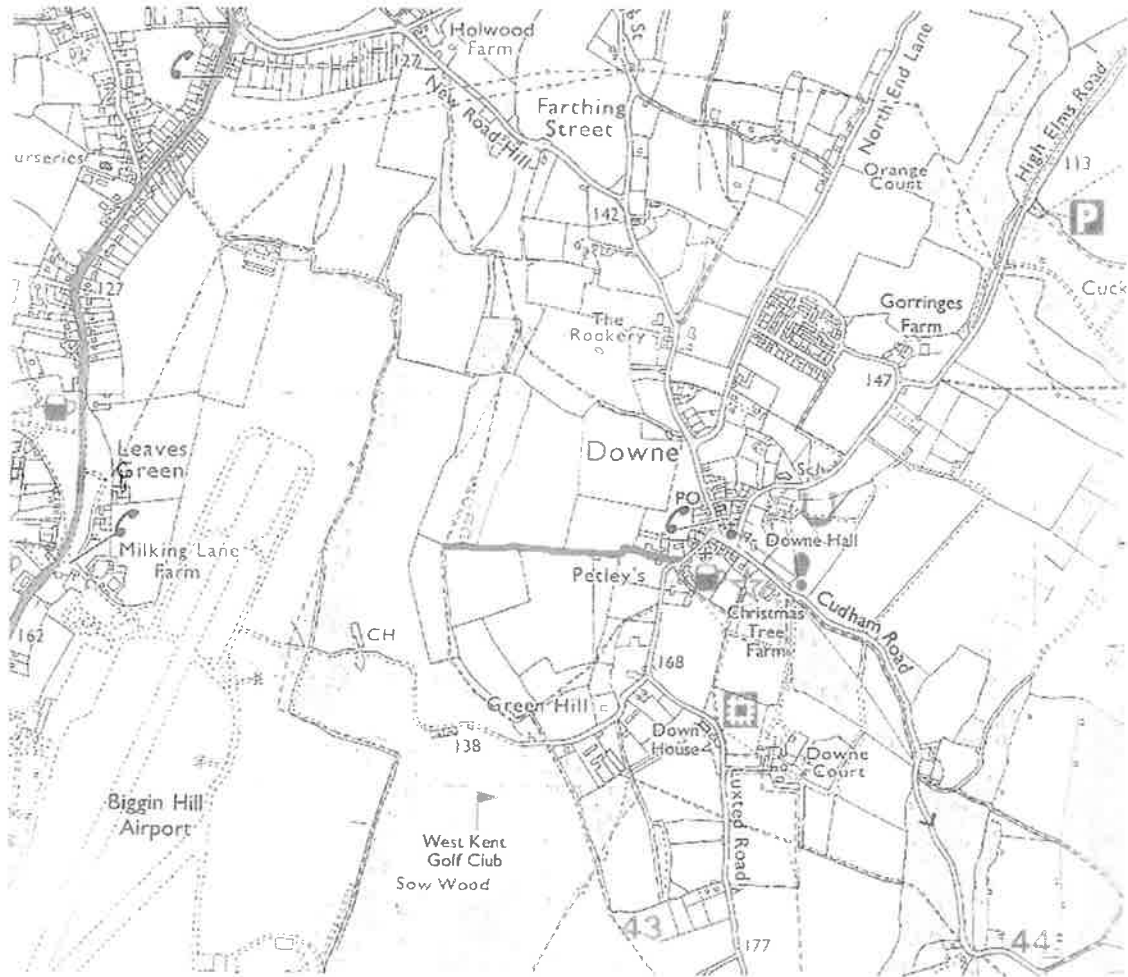 Holwood
Farm
127
New Road Hill
Farthing
Street
St
North End Lane
High Elms Road
113
P
urseries
Orange
Court
142
127
Cuck
Gorringes
Farm
The
Rookery
147
Leaves
Green
Downe
Sch
PO
Milking Lane
Farm
Downe Hall
Petley's
Christmas
Tree
Farm
Cudham Road
162
CH
168
Green Hill
138
Down
House
Downe
Court
Biggin Hill
Airport
Luxted Road
West Kent
Golf Club
Sow Wood
43
177
44